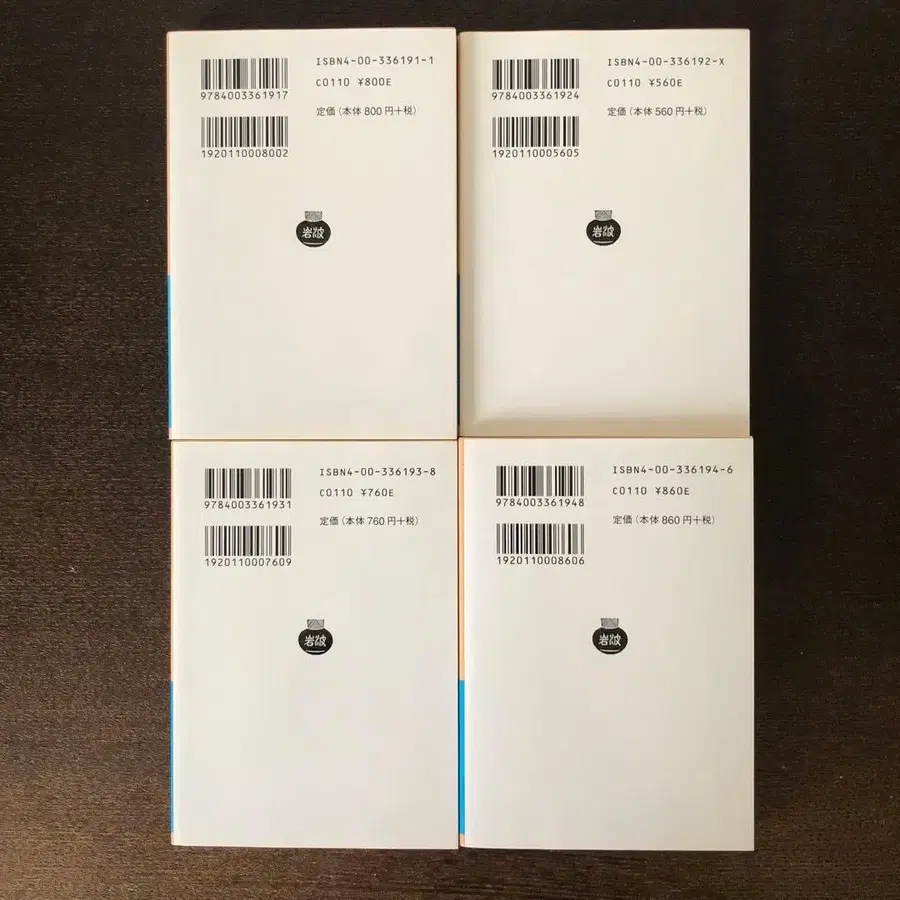 ISBN4-00-336191-1
C0110 ¥800E
9784003361917
定価(本体 800 円+税)
1920110008002
岩波
ISBN4-00-336192-X
C0110 ¥560E
9784003361924
定価(本体 560 円+税)
1920110005605
岩波
ISBN4-00-336193-8
C0110 ¥760E
9784003361931
定価(本体 760 円+税)
1920110007609
岩波
ISBN4-00-336194-6
C0110 ¥860E
9784003361948
定価(本体 860 円+税)
1920110008606
岩波